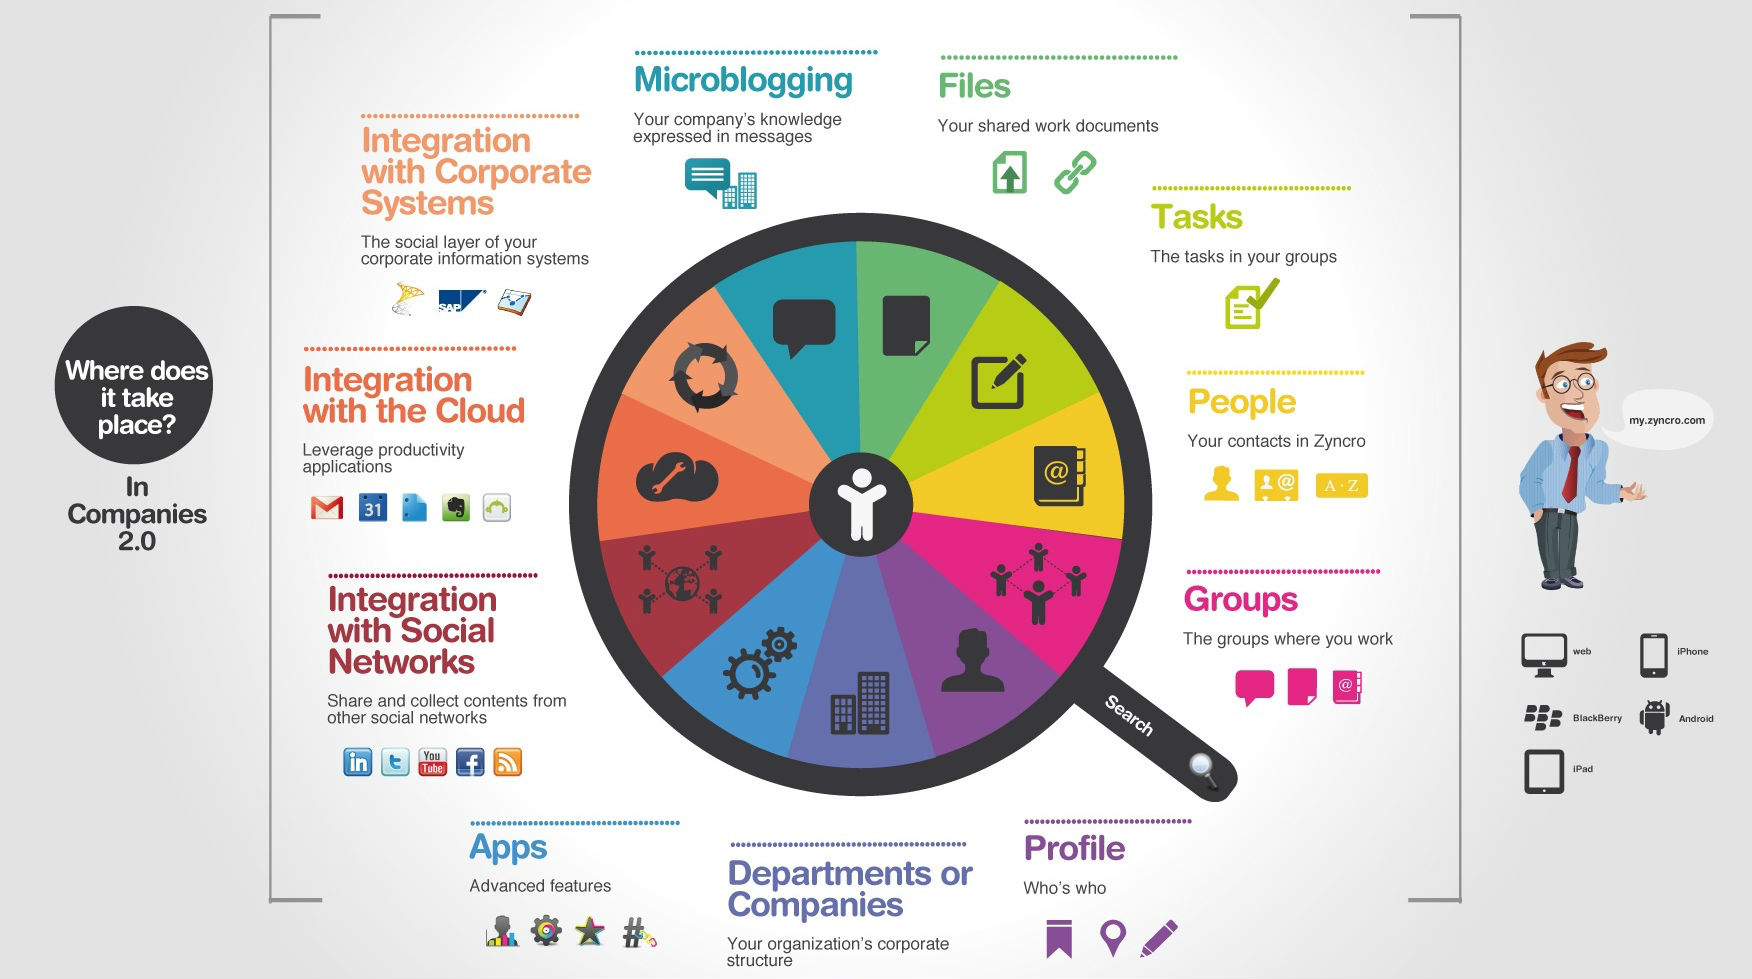 Where does
it take
place?
In
Companies
2.0
Microblogging
Your company's knowledge
expressed in messages
Files
Your shared work documents
Integration
with Corporate
Systems
The social layer of your
corporate information systems
SAP
Tasks
The tasks in your groups
Integration
with the Cloud
Leverage productivity
applications
31
People
Your contacts in Zyncro
@
A · Z
@
Integration
with Social
Networks
Share and collect contents from
other social networks
in
t
You
Tube
f
Groups
The groups where you work
@
Search
Apps
Advanced features
#
Departments or
Companies
Your organization's corporate
structure
Profile
Who's who
my.zyncro.com
web
iPhone
BlackBerry
Android
iPad